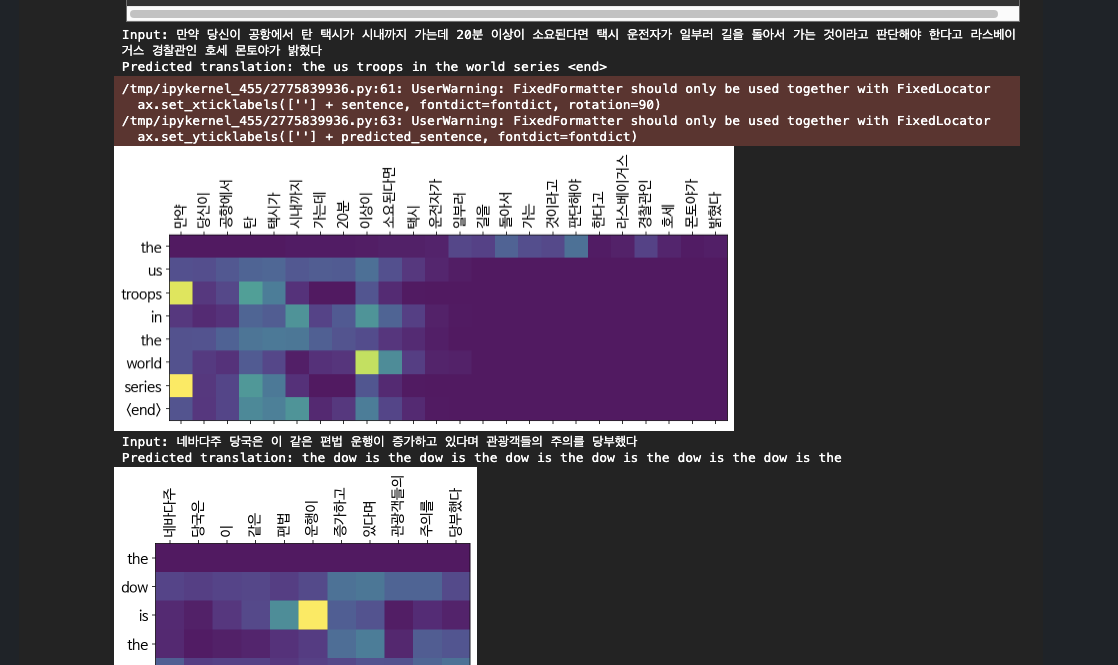 Input: 만약 당신이 공항에서 탄 택시가 시내까지 가는데 20분 이상이 소요된다면 택시 운전자가 일부러 길을 돌아서 가는 것이라고 판단해야 한다고 라스베이
거스 경찰관인 호세 몬토야가 밝혔다
Predicted translation: the us troops in the world series <end>
/tmp/ipykernel_455/2775839936.py:61: UserWarning: FixedFormatter should only be used together with FixedLocator
ax.set_xticklabels([''] + sentence, fontdict=fontdict, rotation=90)
/tmp/ipykernel_455/2775839936.py:63: UserWarning: FixedFormatter should only be used together with FixedLocator
ax.set_yticklabels([''] + predicted_sentence, fontdict=fontdict)
만약 당신이 공항에서 탄 택시가 시내까지 가는데 20분 이상이 소요된다면 택시 운전자가 일부러 길을 돌아서 가는 것이라고 판단해야 한다고 라스베이거스 경찰관인 호세 몬토야가 밝혔다
the
us
troops
in
the
world
series
⟨end⟩
Input: 네바다주 당국은 이 같은 편법 운행이 증가하고 있다며 관광객들의 주의를 당부했다
Predicted translation: the dow is the dow is the dow is the dow is the dow is the dow is the
네바다주 당국은 이 같은 편법 운행이 증가하고 있다며 관광객들의 주의를 당부했다
the
dow
is
the